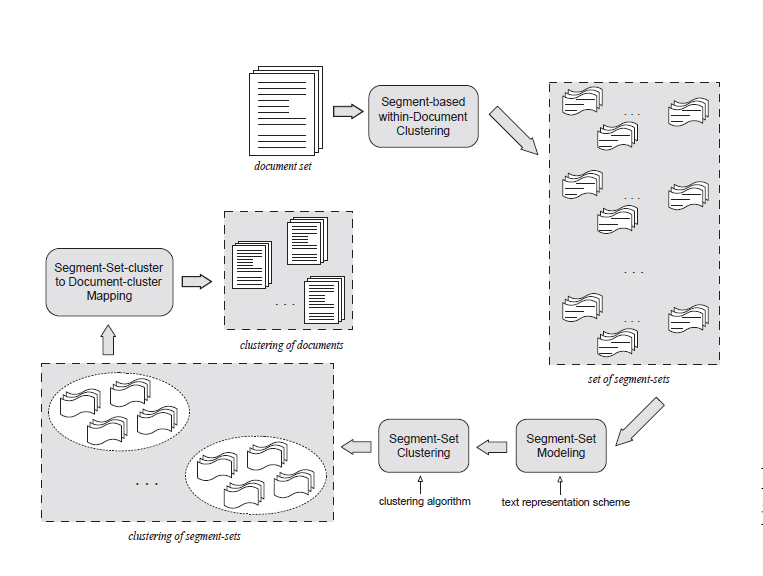 Segment-based
within-Document
Clustering
document set
. . .
. . .
. . .
. . .
set of segment-sets
Segment-Set-cluster
to Document-cluster
Mapping
. . .
clustering of documents
Segment-Set
Clustering
Segment-Set
Modeling
clustering algorithm
text representation scheme
. . .
clustering of segment-sets